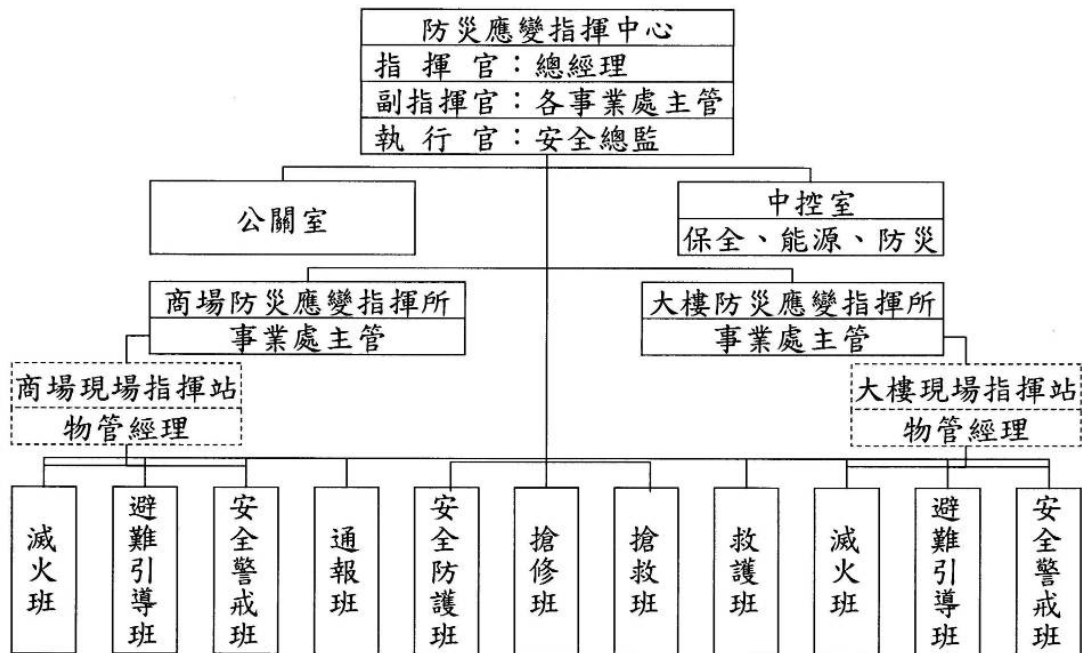 防災應變指揮中心
指揮官：總經理
副指揮官：各事業處主管
執行官：安全總監
公關室
中控室
保全、能源、防災
商場防災應變指揮所
事業處主管
大樓防災應變指揮所
事業處主管
商場現場指揮站
物管經理
大樓現場指揮站
物管經理
滅火班
避難引導班
安全警戒班
通報班
安全防護班
搶修班
搶救班
救護班
滅火班
避難引導班
安全警戒班